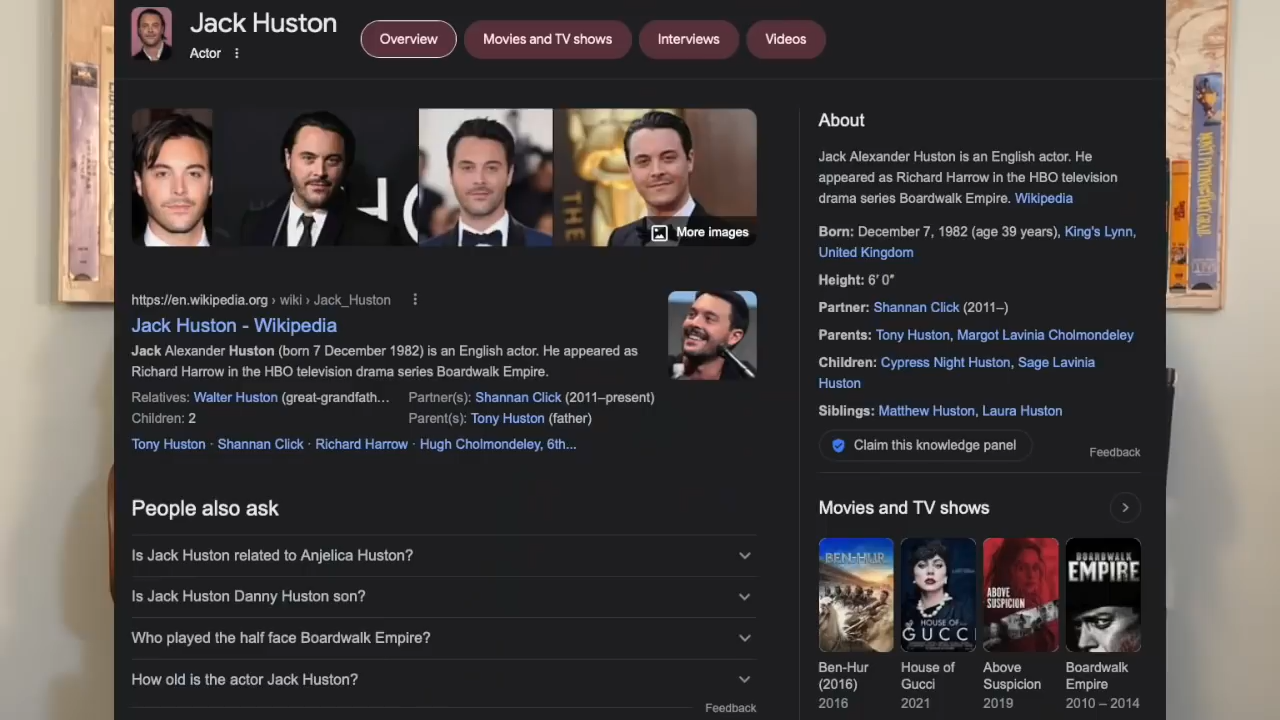 Jack Huston
Actor
Overview
Movies and TV shows
Interviews
Videos
THE
More images
https://en.wikipedia.org › wiki › Jack_Huston
Jack Huston - Wikipedia
Jack Alexander Huston (born 7 December 1982) is an English actor. He appeared as
Richard Harrow in the HBO television drama series Boardwalk Empire.
Relatives: Walter Huston (great-grandfath... Partner(s): Shannan Click (2011–present)
Children: 2 Parent(s): Tony Huston (father)
Tony Huston · Shannan Click · Richard Harrow · Hugh Cholmondeley, 6th...
People also ask
Is Jack Huston related to Anjelica Huston?
Is Jack Huston Danny Huston son?
Who played the half face Boardwalk Empire?
How old is the actor Jack Huston?
Feedback
About
Jack Alexander Huston is an English actor. He
appeared as Richard Harrow in the HBO television
drama series Boardwalk Empire. Wikipedia
Born: December 7, 1982 (age 39 years), King's Lynn,
United Kingdom
Height: 6′ 0″
Partner: Shannan Click (2011–)
Parents: Tony Huston, Margot Lavinia Cholmondeley
Children: Cypress Night Huston, Sage Lavinia
Huston
Siblings: Matthew Huston, Laura Huston
Claim this knowledge panel
Feedback
Movies and TV shows
BEN-HUR
HOUSE OF
GUCCI
ABOVE
SUSPICION
BOARDWALK
EMPIRE
Ben-Hur
(2016)
2016
House of
Gucci
2021
Above
Suspicion
2019
Boardwalk
Empire
2010 – 2014